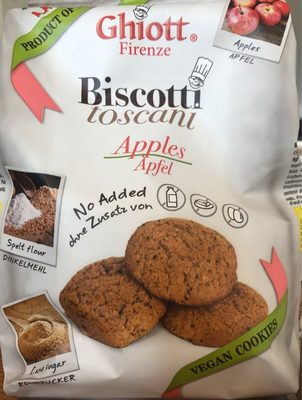 PRODUCT OF
Ghiott®
Firenze
Apples
APFEL
Biscotti
toscani
Apples
Apfel
No Added
ohne Zusatz von
Spelt flour
DINKELMEHL
sugar
VEGAN COOKIES